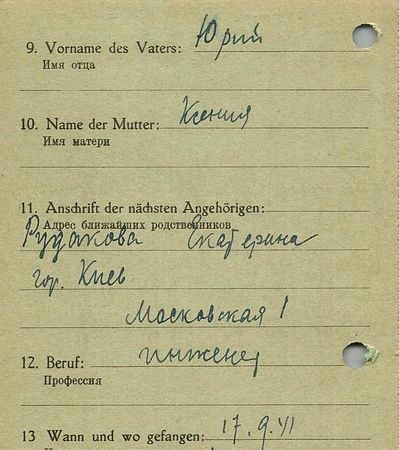 9. Vorname des Vaters: Юрий
Имя отца
10. Name der Mutter: Ксения
Имя матери
11. Anschrift der nächsten Angehörigen:
Адрес ближайших родственников
Рудакова Екатерина
гор. Киев
Московская 1
12. Beruf: инженер
Профессия
13 Wann und wo gefangen: 17.9.41